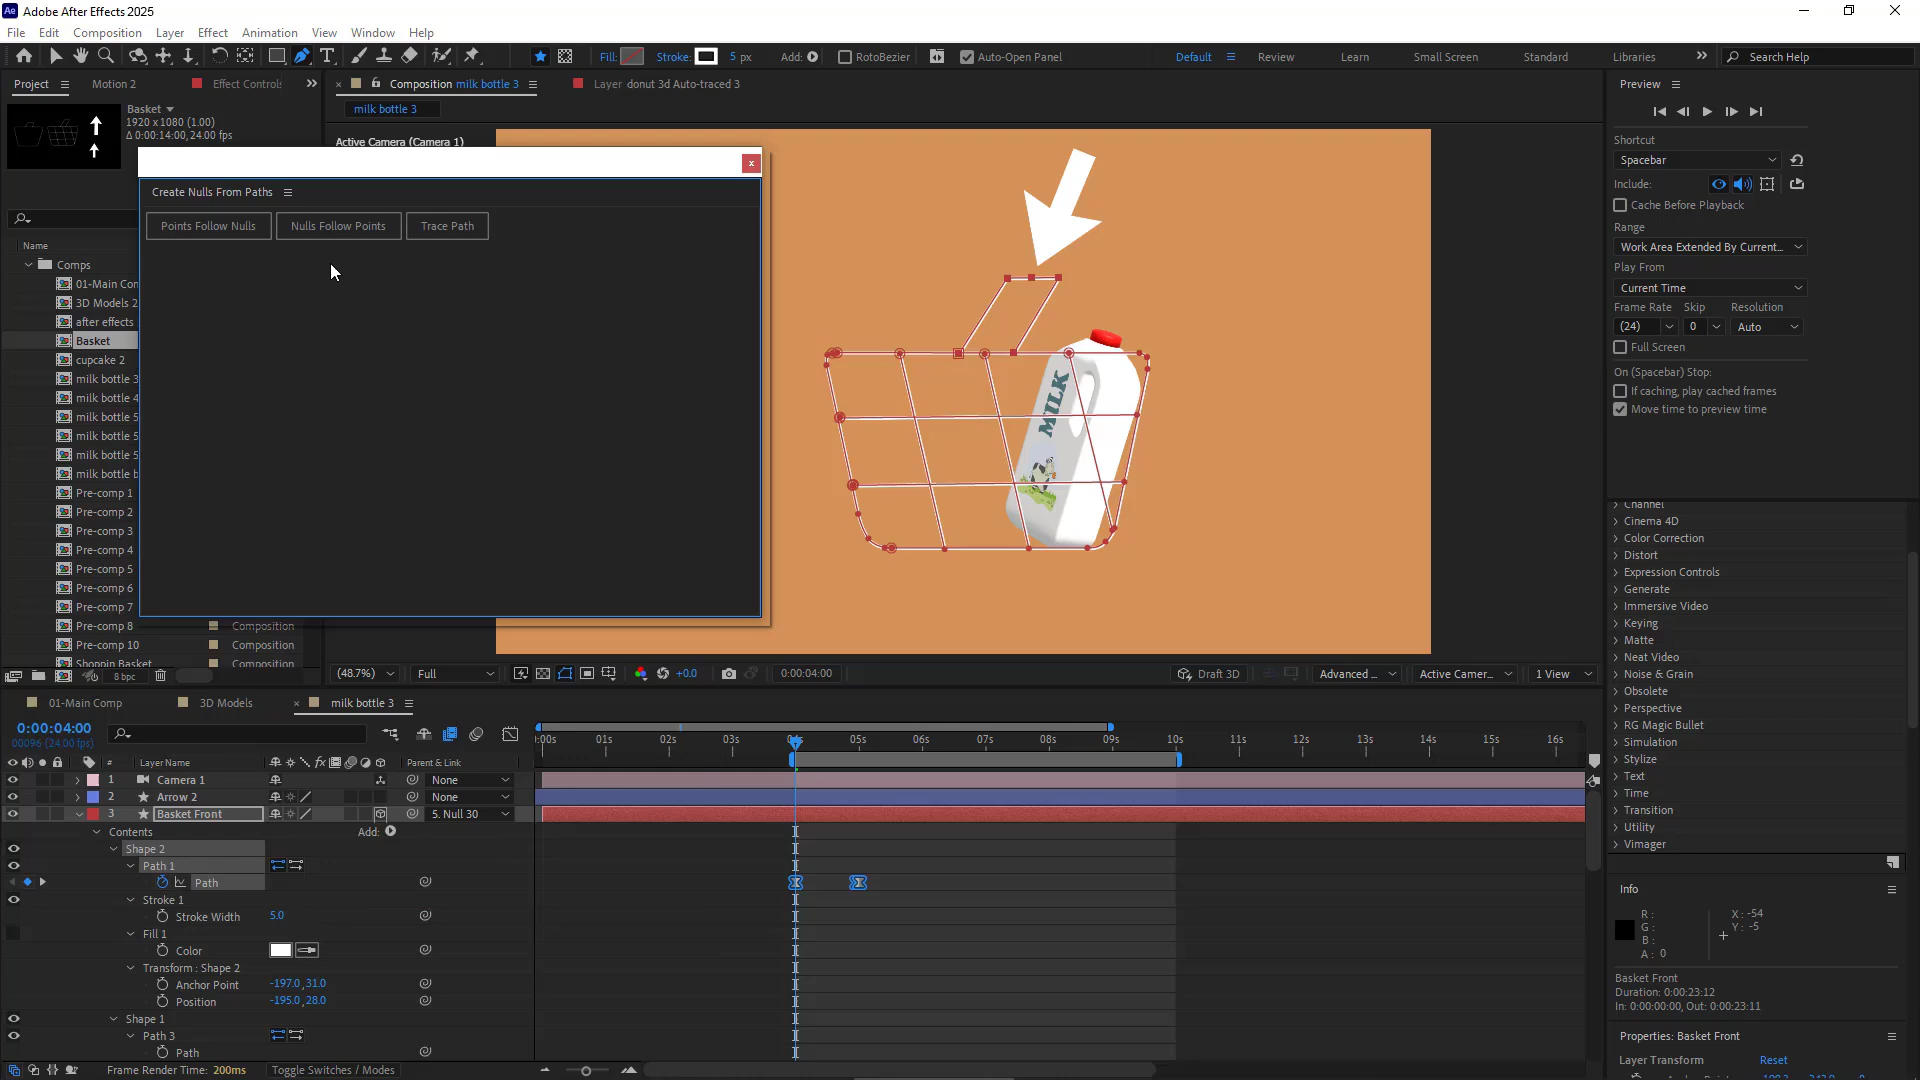 Ae Adobe After Effects 2025
File Edit Composition Layer Effect Animation View Window Help
Fill: Stroke: 5 px Add: RotoBezier Auto-Open Panel Default Review Learn Small Screen Standard Libraries Search Help
Project Motion 2 Effect Controls
Composition milk bottle 3 Layer donut 3d Auto-traced 3
milk bottle 3
Active Camera (Camera 1)
Basket
1920 x 1080 (1.00)
Δ 0:00:14:00, 24.00 fps
Create Nulls From Paths
Points Follow Nulls Nulls Follow Points Trace Path
Name
Comps
3D Models 2
after effects
Basket
cupcake 2
milk bottle 3
milk bottle 4
milk bottle 5
milk bottle 5
milk bottle 5
milk bottle b
Pre-comp 1
Pre-comp 2
Pre-comp 3
Pre-comp 4
Pre-comp 5
Pre-comp 6
Pre-comp 7
Pre-comp 8 Composition
Pre-comp 10 Composition
Shoppin Basket Composition
8 bpc
MILK
(48.7%) Full +0.0 0:00:04:00 Draft 3D Advanced ... Active Camer... 1 View
Preview
Shortcut
Spacebar
Include:
Cache Before Playback
Range
Work Area Extended By Current...
Play From
Current Time
Frame Rate Skip Resolution
(24) 0 Auto
Full Screen
On (Spacebar) Stop:
If caching, play cached frames
Move time to preview time
Channel
Cinema 4D
Color Correction
Distort
Expression Controls
Generate
Immersive Video
Keying
Matte
Neat Video
Noise & Grain
Obsolete
Perspective
RG Magic Bullet
Simulation
Stylize
Text
Time
Transition
Utility
Vimager
Info
R: X: -54
G: Y: -5
B:
A: 0
Basket Front
Duration: 0:00:23:12
In: 0:00:00:00, Out: 0:00:23:11
Properties: Basket Front
Layer Transform Reset
01-Main Comp 3D Models milk bottle 3
0:00:04:00
00096 (24.00 fps)
:00s 01s 02s 03s 05s 06s 07s 08s 09s 10s 11s 12s 13s 14s 15s 16s
# Layer Name Parent & Link
1 Camera 1 None
2 Arrow 2 None
3 Basket Front 5. Null 30
Contents Add:
Shape 2
Path 1
Path
Stroke 1
Stroke Width 5.0
Fill 1
Color
Transform : Shape 2
Anchor Point -197.0,31.0
Position -195.0,28.0
Shape 1
Path 3
Path
Frame Render Time: 200ms Toggle Switches / Modes